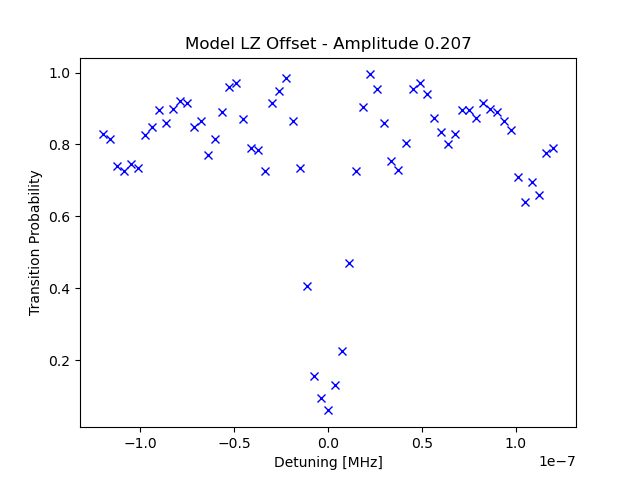 Model LZ Offset - Amplitude 0.207
1.0
0.8
0.6
0.4
0.2
Transition Probability
−1.0 −0.5 0.0 0.5 1.0
1e−7
Detuning [MHz]